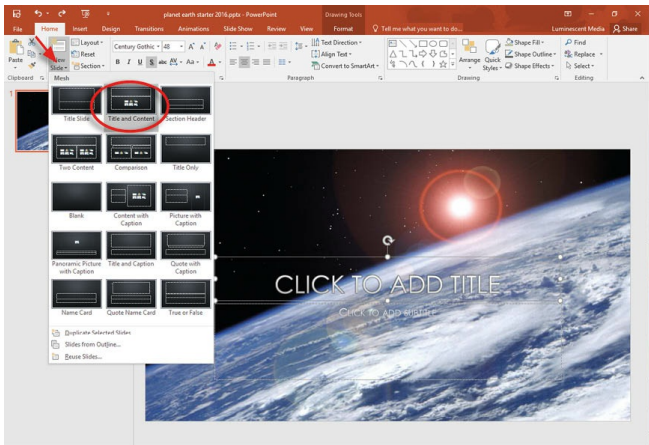 planet earth starter 2016.pptx - PowerPoint
Drawing Tools
File Home Insert Design Transitions Animations Slide Show Review View Format Tell me what you want to do... Luminescent Media Share
Paste
New
Slide
Layout
Reset
Section
Century Gothic 48
B I U S abc AV Aa A
Text Direction
Align Text
Convert to SmartArt
Arrange
Quick
Styles
Shape Fill
Shape Outline
Shape Effects
Find
Replace
Select
Clipboard
Paragraph
Drawing
Editing
Mesh
1
Title Slide Title and Content Section Header
Two Content Comparison Title Only
Blank Content with Caption Picture with Caption
Panoramic Picture with Caption Title and Caption Quote with Caption
Name Card Quote Name Card True or False
Duplicate Selected Slides
Slides from Outline...
Reuse Slides...
CLICK TO ADD TITLE
CLICK TO ADD SUBTITLE